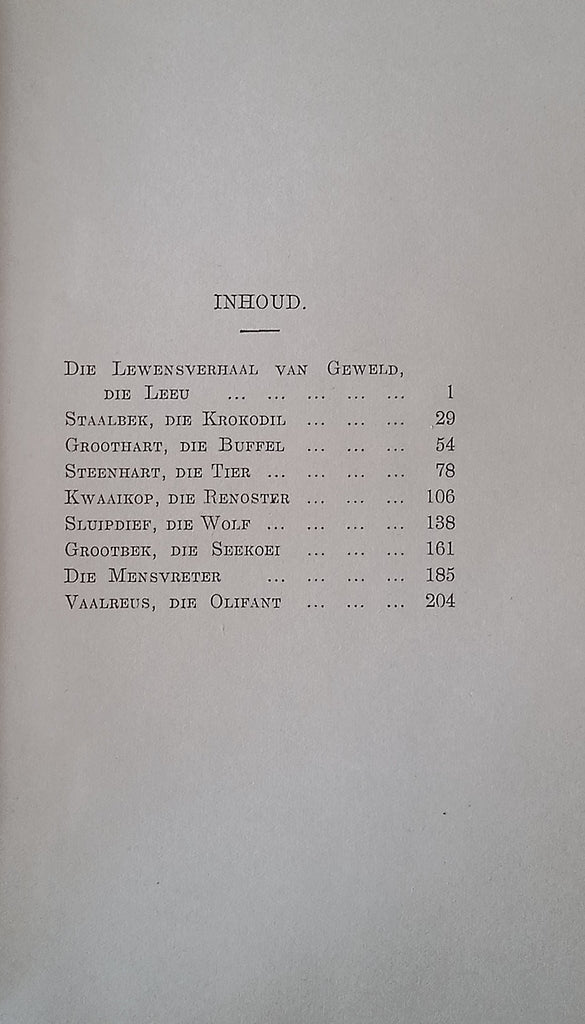 INHOUD.
DIE LEWENSVERHAAL VAN GEWELD,
DIE LEEU ... ... ... ... ... 1
STAALBEK, DIE KROKODIL ... ... ... 29
GROOTHART, DIE BUFFEL ... ... ... 54
STEENHART, DIE TIER ... ... ... ... 78
KWAAIKOP, DIE RENOSTER ... ... ... 106
SLUIPDIEF, DIE WOLF ... ... ... ... 138
GROOTBEK, DIE SEEKOEI ... ... ... 161
DIE MENSVRETER ... ... ... ... 185
VAALREUS, DIE OLIFANT ... ... ... 204